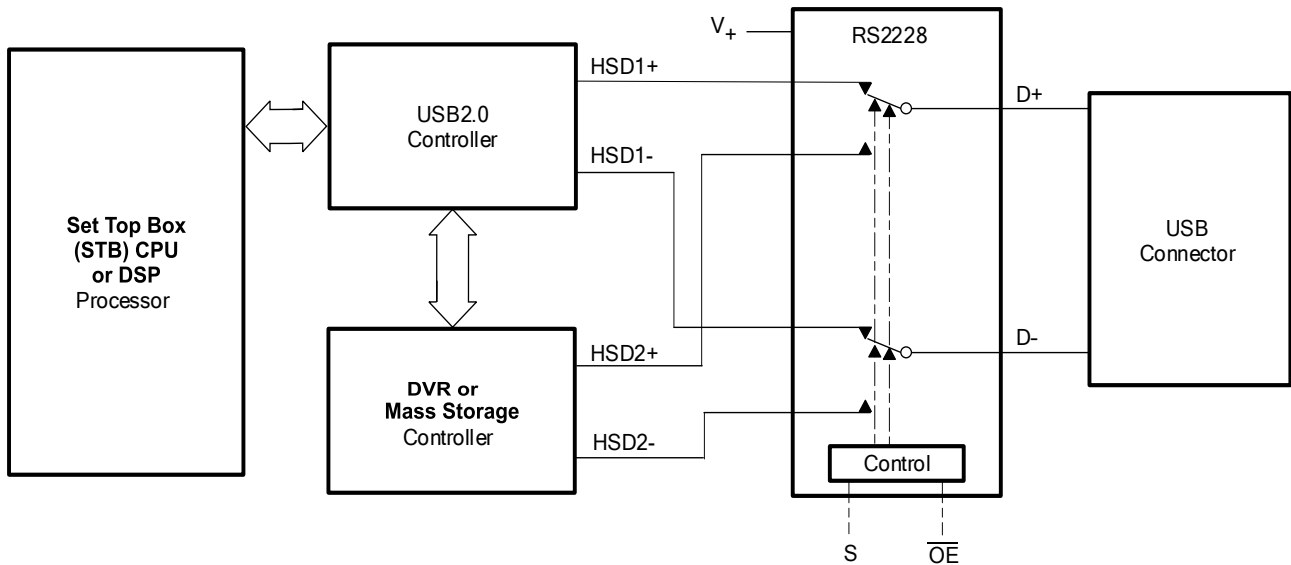 Set Top Box
(STB) CPU
or DSP
Processor
USB2.0
Controller
DVR or
Mass Storage
Controller
HSD1+
HSD1-
HSD2+
HSD2-
V+
RS2228
Control
S
OE
D+
D-
USB
Connector